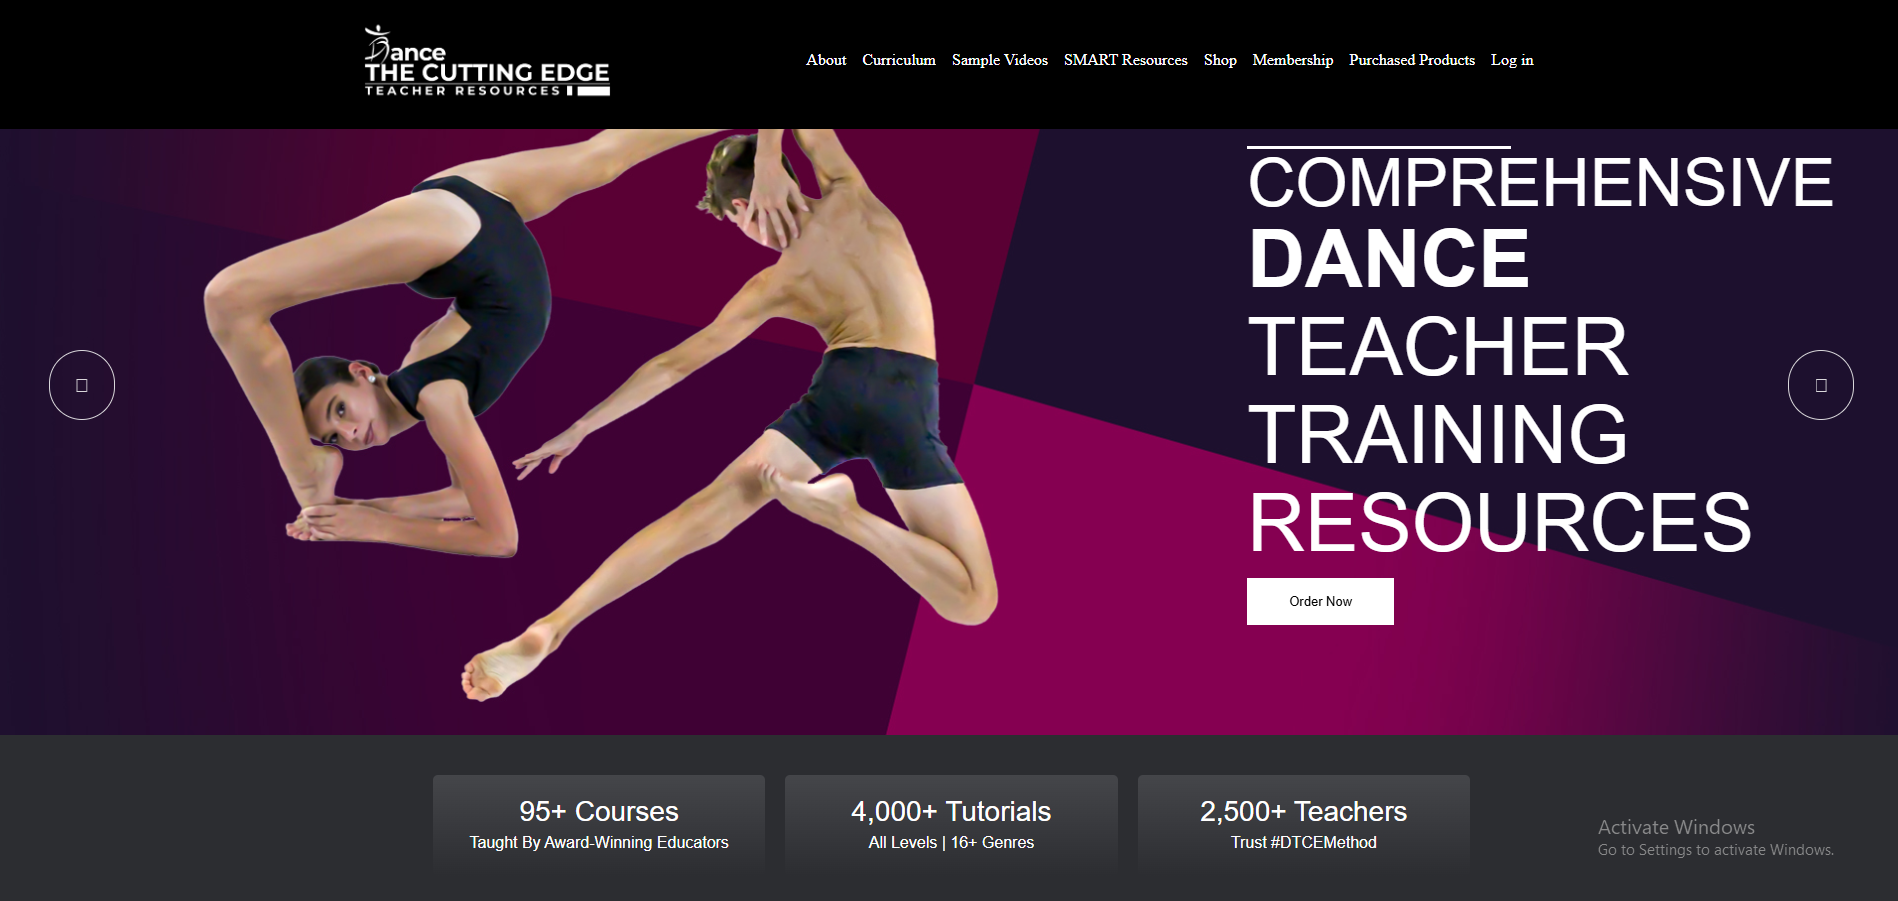 Dance
THE CUTTING EDGE
TEACHER RESOURCES
About Curriculum Sample Videos SMART Resources Shop Membership Purchased Products Log in
COMPREHENSIVE
DANCE
TEACHER
TRAINING
RESOURCES
Order Now
95+ Courses
Taught By Award-Winning Educators
4,000+ Tutorials
All Levels | 16+ Genres
2,500+ Teachers
Trust #DTCEMethod
Activate Windows
Go to Settings to activate Windows.